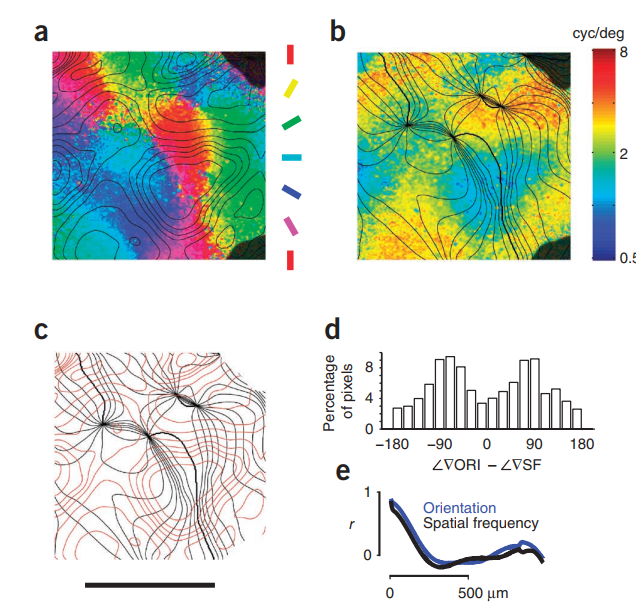 a
b
cyc/deg
8
2
0.5
c
d
Percentage
of pixels
8
4
0
−180 −90 0 90 180
∠∇ORI − ∠∇SF
e
1
r
0
Orientation
Spatial frequency
0 500 μm